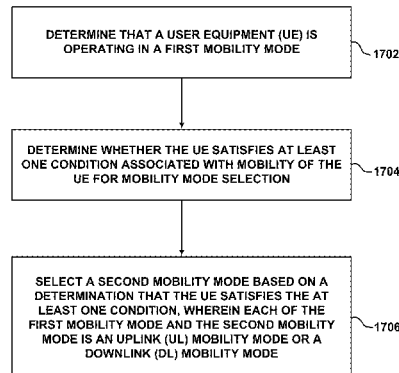 DETERMINE THAT A USER EQUIPMENT (UE) IS
OPERATING IN A FIRST MOBILITY MODE
1702
DETERMINE WHETHER THE UE SATISFIES AT LEAST
ONE CONDITION ASSOCIATED WITH MOBILITY OF THE
UE FOR MOBILITY MODE SELECTION
1704
SELECT A SECOND MOBILITY MODE BASED ON A
DETERMINATION THAT THE UE SATISFIES THE AT
LEAST ONE CONDITION, WHEREIN EACH OF THE
FIRST MOBILITY MODE AND THE SECOND MOBILITY
MODE IS AN UPLINK (UL) MOBILITY MODE OR A
DOWNLINK (DL) MOBILITY MODE
1706